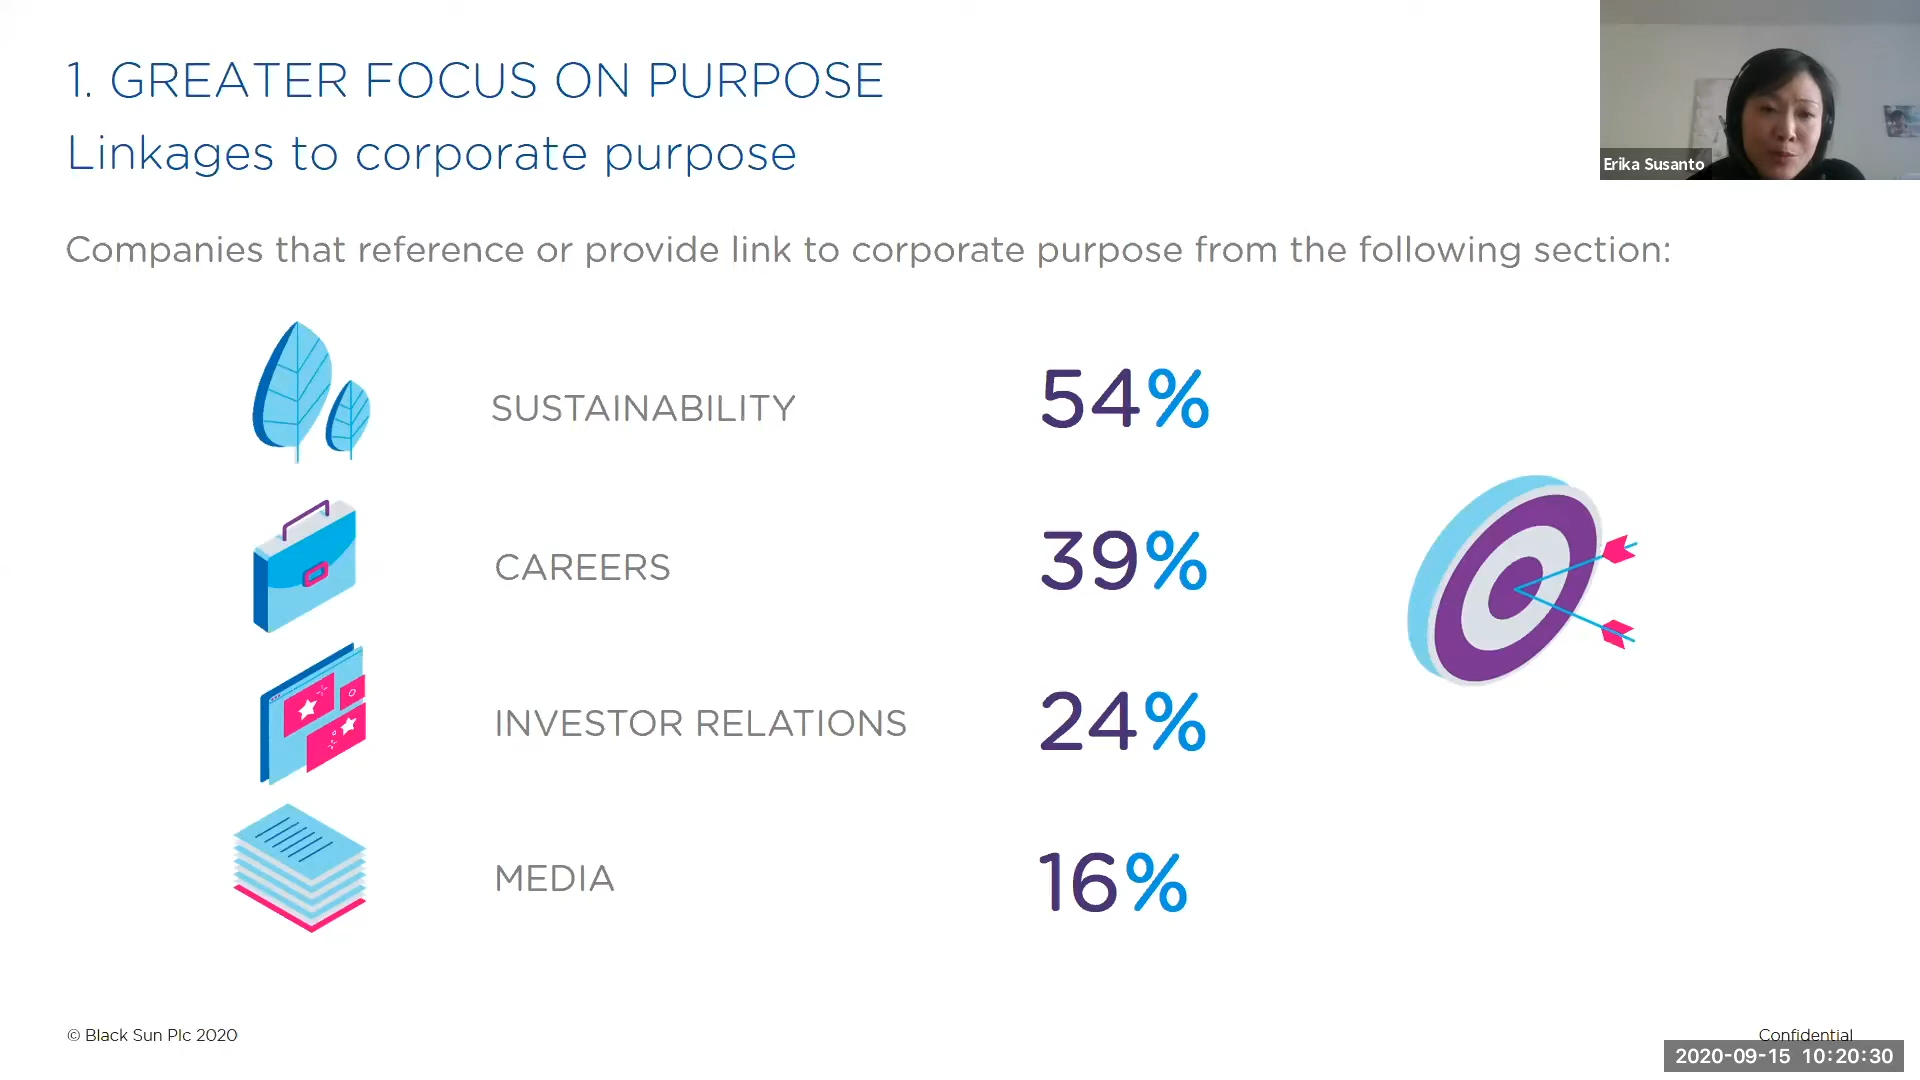 1. GREATER FOCUS ON PURPOSE
Linkages to corporate purpose
Erika Susanto
Companies that reference or provide link to corporate purpose from the following section:
SUSTAINABILITY 54%
CAREERS 39%
INVESTOR RELATIONS 24%
MEDIA 16%
© Black Sun Plc 2020
Confidential
2020-09-15 10:20:30